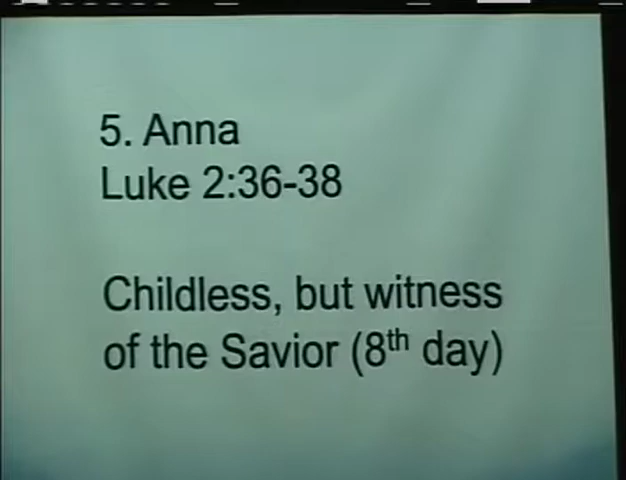 5. Anna
Luke 2:36-38
Childless, but witness
of the Savior (8th day)